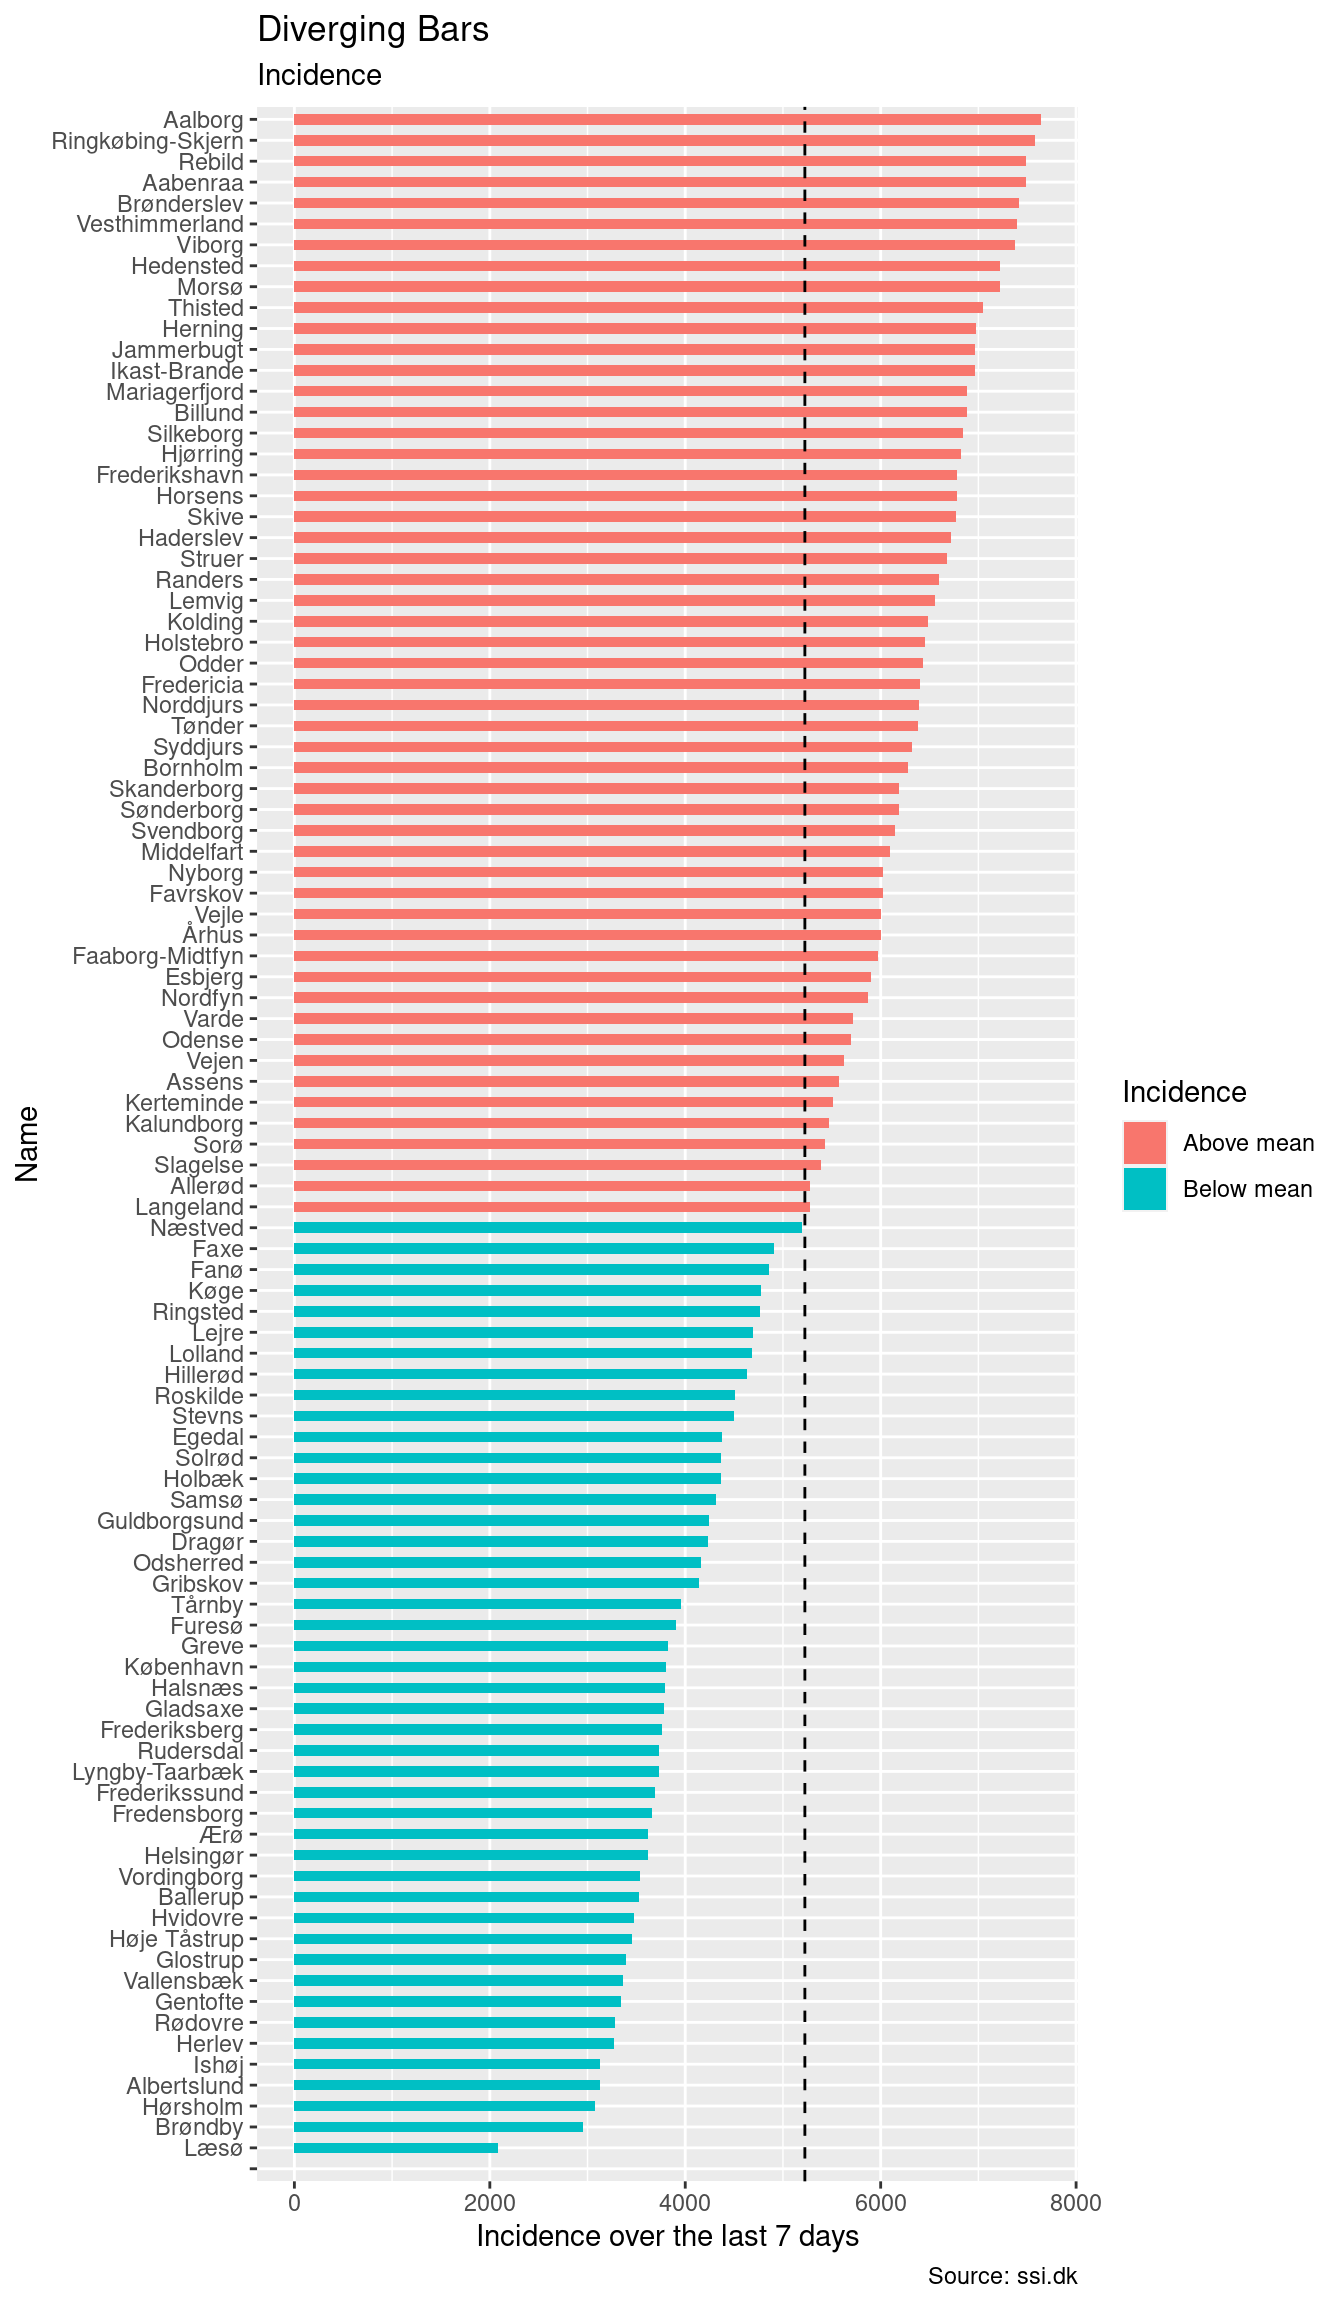 Diverging Bars
Incidence
Aalborg
Ringkøbing-Skjern
Rebild
Aabenraa
Brønderslev
Vesthimmerland
Viborg
Hedensted
Morsø
Thisted
Herning
Jammerbugt
Ikast-Brande
Mariagerfjord
Billund
Silkeborg
Hjørring
Frederikshavn
Horsens
Skive
Haderslev
Struer
Randers
Lemvig
Kolding
Holstebro
Odder
Fredericia
Norddjurs
Tønder
Syddjurs
Bornholm
Skanderborg
Sønderborg
Svendborg
Middelfart
Nyborg
Favrskov
Vejle
Århus
Faaborg-Midtfyn
Esbjerg
Nordfyn
Varde
Odense
Vejen
Assens
Kerteminde
Kalundborg
Sorø
Slagelse
Allerød
Langeland
Næstved
Faxe
Fanø
Køge
Ringsted
Lejre
Lolland
Hillerød
Roskilde
Stevns
Egedal
Solrød
Holbæk
Samsø
Guldborgsund
Dragør
Odsherred
Gribskov
Tårnby
Furesø
Greve
København
Halsnæs
Gladsaxe
Frederiksberg
Rudersdal
Lyngby-Taarbæk
Frederikssund
Fredensborg
Ærø
Helsingør
Vordingborg
Ballerup
Hvidovre
Høje Tåstrup
Glostrup
Vallensbæk
Gentofte
Rødovre
Herlev
Ishøj
Albertslund
Hørsholm
Brøndby
Læsø
Name
0 2000 4000 6000 8000
Incidence over the last 7 days
Incidence
Above mean
Below mean
Source: ssi.dk